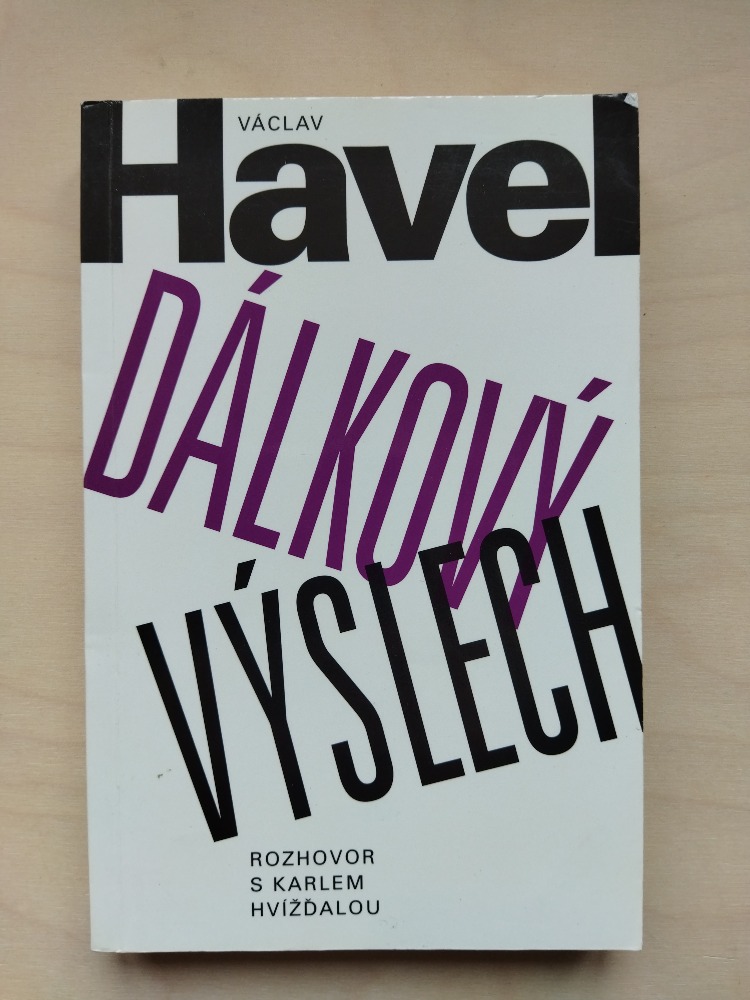 VÁCLAV
Havel
DÁLKOVÝ
VÝSLECH
ROZHOVOR
S KARLEM
HVÍŽĎALOU